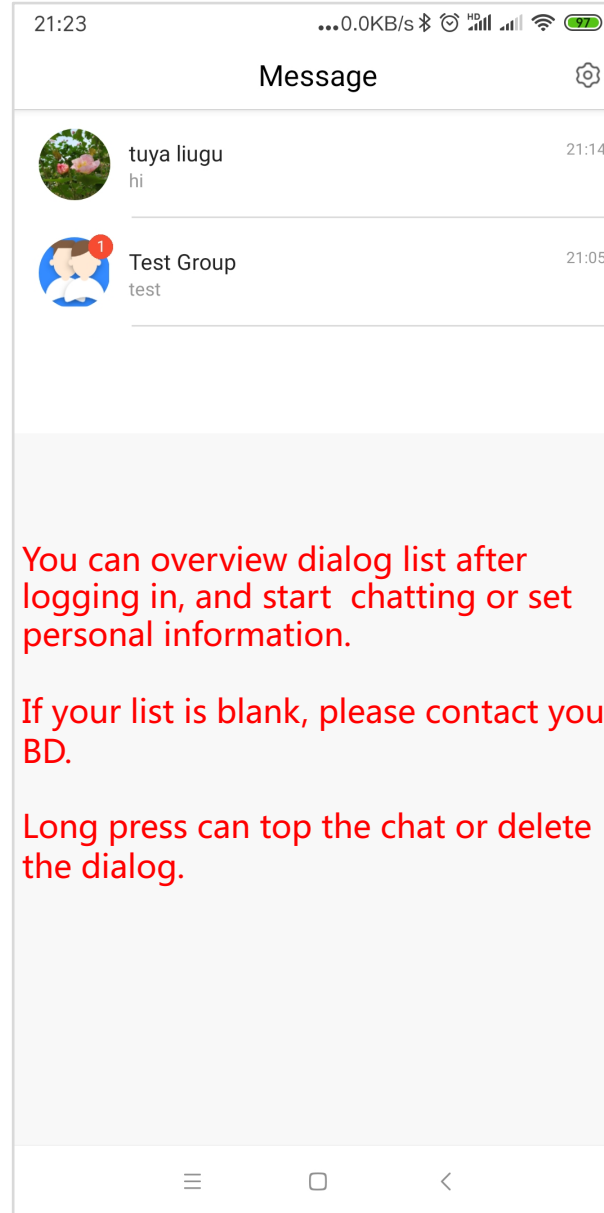 21:23
...0.0KB/s HD 97
Message
tuya liugu
21:14
hi
1
Test Group
21:05
test
You can overview dialog list after
logging in, and start  chatting or set
personal information.
If your list is blank, please contact you
BD.
Long press can top the chat or delete
the dialog.